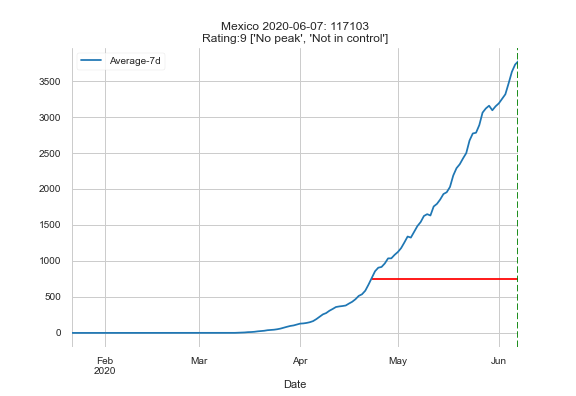 Mexico 2020-06-07: 117103
Rating:9 ['No peak', 'Not in control']
Average-7d
3500
3000
2500
2000
1500
1000
500
0
Feb
2020
Mar
Apr
May
Jun
Date